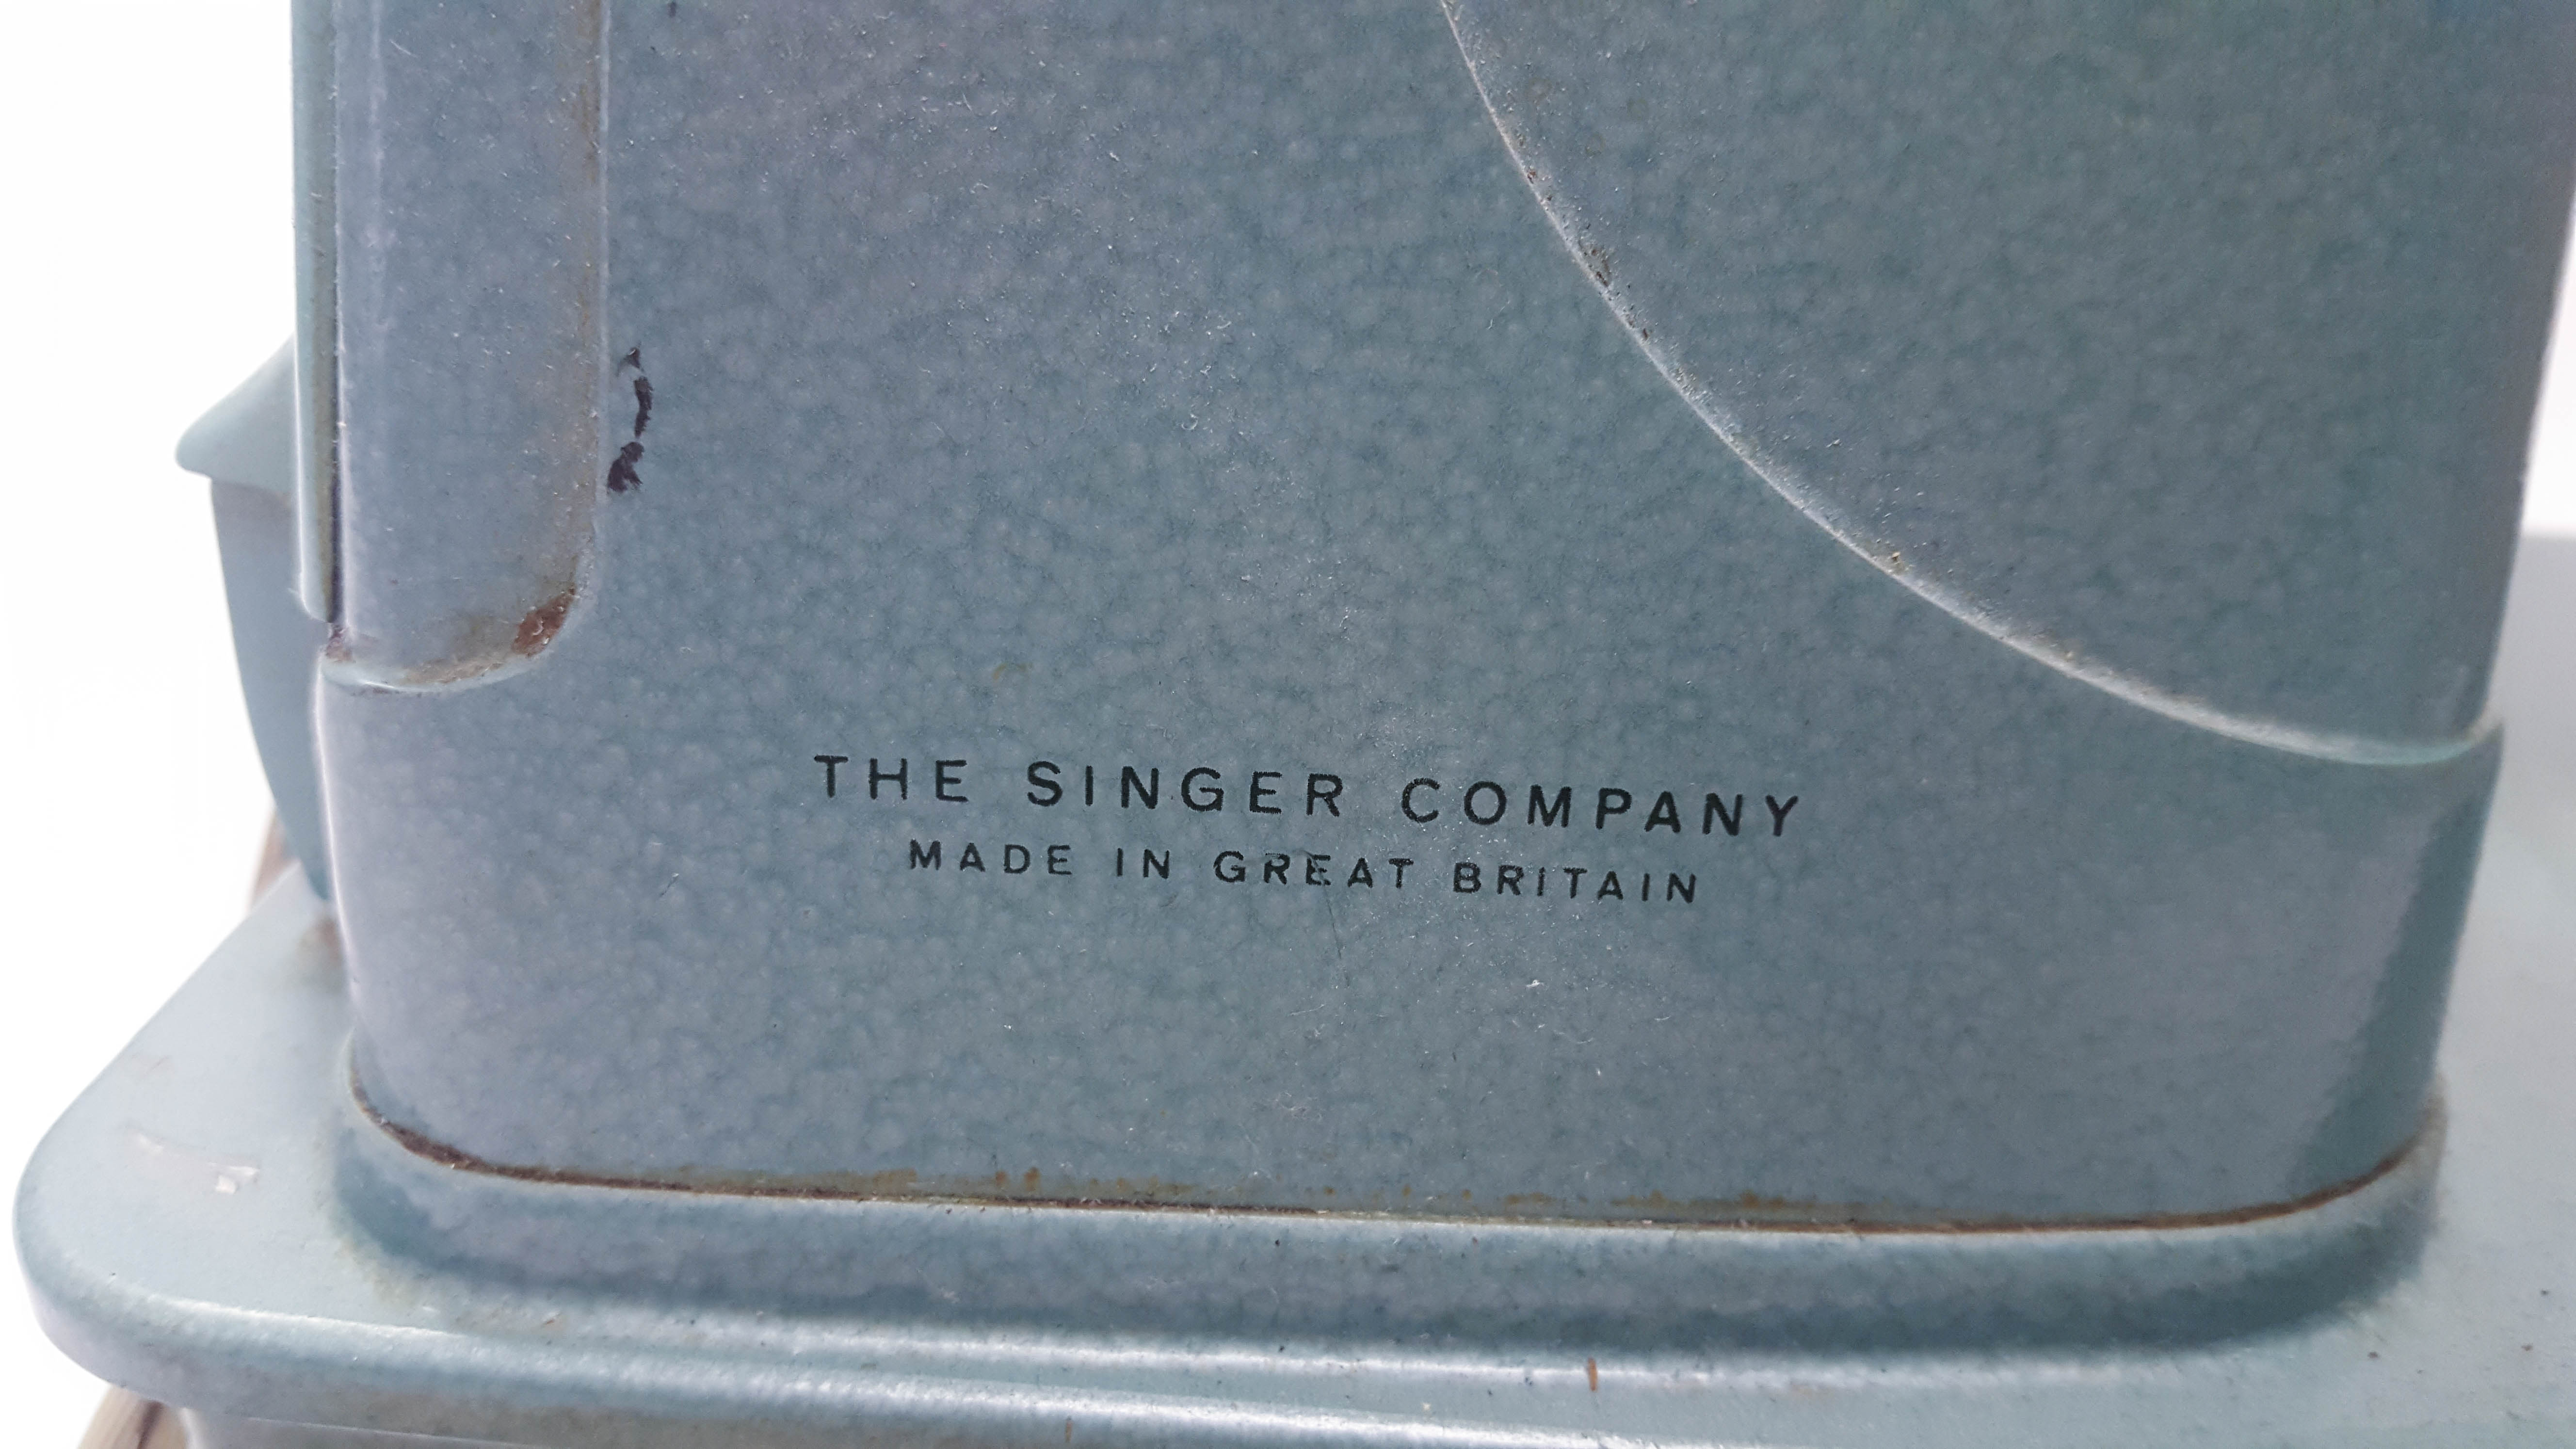 THE SINGER COMPANY
MADE IN GREAT BRITAIN